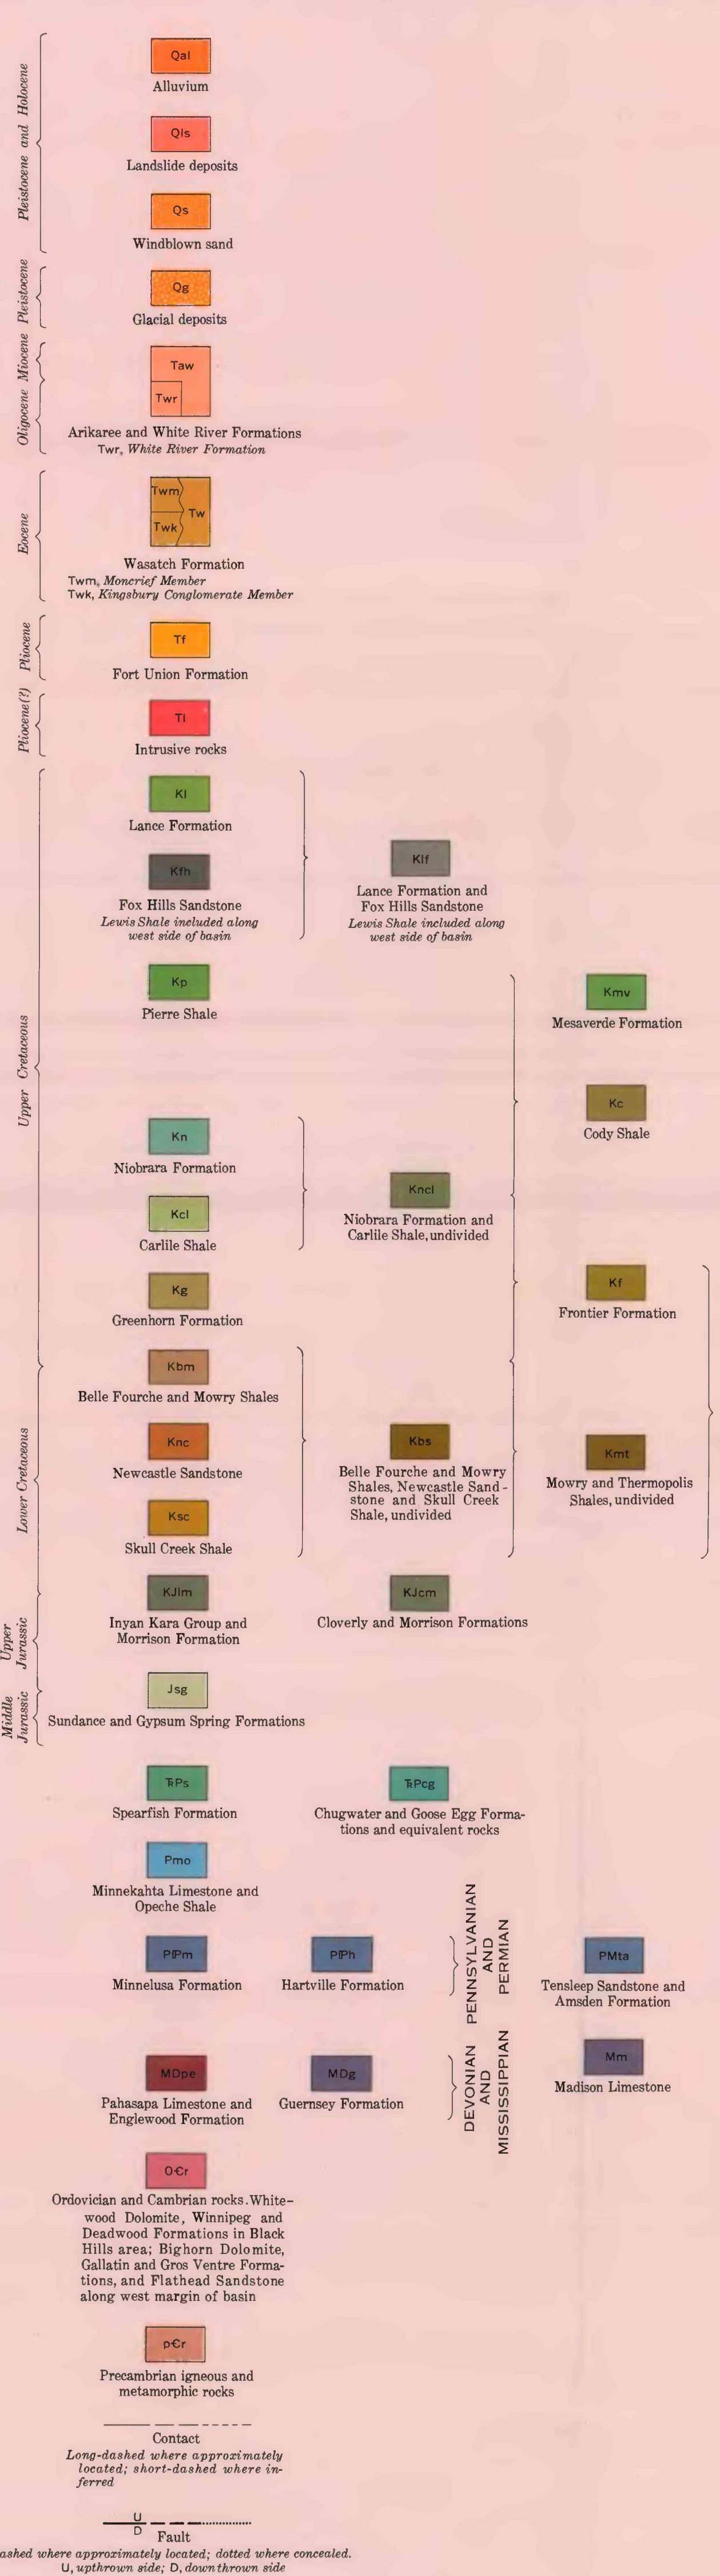 Pleistocene and Holocene
Qal
Alluvium
Qls
Landslide deposits
Qs
Windblown sand
Pleistocene
Qg
Glacial deposits
Oligocene Miocene
Taw
Twr
Arikaree and White River Formations
Twr, White River Formation
Eocene
Twm
Tw
Twk
Wasatch Formation
Twm, Moncrief Member
Twk, Kingsbury Conglomerate Member
Pliocene
Tf
Fort Union Formation
Pliocene(?)
TI
Intrusive rocks
Upper Cretaceous
Kl
Lance Formation
Kfh
Fox Hills Sandstone
Lewis Shale included along
west side of basin
Klf
Lance Formation and
Fox Hills Sandstone
Lewis Shale included along
west side of basin
Kp
Pierre Shale
Kmv
Mesaverde Formation
Kc
Cody Shale
Kn
Niobrara Formation
Kcl
Carlile Shale
Kncl
Niobrara Formation and
Carlile Shale, undivided
Kg
Greenhorn Formation
Kf
Frontier Formation
Kbm
Belle Fourche and Mowry Shales
Lower Cretaceous
Knc
Newcastle Sandstone
Ksc
Skull Creek Shale
Kbs
Belle Fourche and Mowry
Shales, Newcastle Sand-
stone and Skull Creek
Shale, undivided
Kmt
Mowry and Thermopolis
Shales, undivided
Upper
Jurassic
KJim
Inyan Kara Group and
Morrison Formation
KJcm
Cloverly and Morrison Formations
Middle
Jurassic
Jsg
Sundance and Gypsum Spring Formations
TRPs
Spearfish Formation
TRPcg
Chugwater and Goose Egg Forma-
tions and equivalent rocks
Pmo
Minnekahta Limestone and
Opeche Shale
PIPm
Minnelusa Formation
PIPh
Hartville Formation
PENNSYLVANIAN
AND
PERMIAN
PMta
Tensleep Sandstone and
Amsden Formation
MDpe
Pahasapa Limestone and
Englewood Formation
MDg
Guernsey Formation
DEVONIAN
AND
MISSISSIPPIAN
Mm
Madison Limestone
O€r
Ordovician and Cambrian rocks. White-
wood Dolomite, Winnipeg and
Deadwood Formations in Black
Hills area; Bighorn Dolomite,
Gallatin and Gros Ventre Forma-
tions, and Flathead Sandstone
along west margin of basin
p€r
Precambrian igneous and
metamorphic rocks
Contact
Long-dashed where approximately
located; short-dashed where in-
ferred
U
D
Fault
ashed where approximately located; dotted where concealed.
U, upthrown side; D, downthrown side